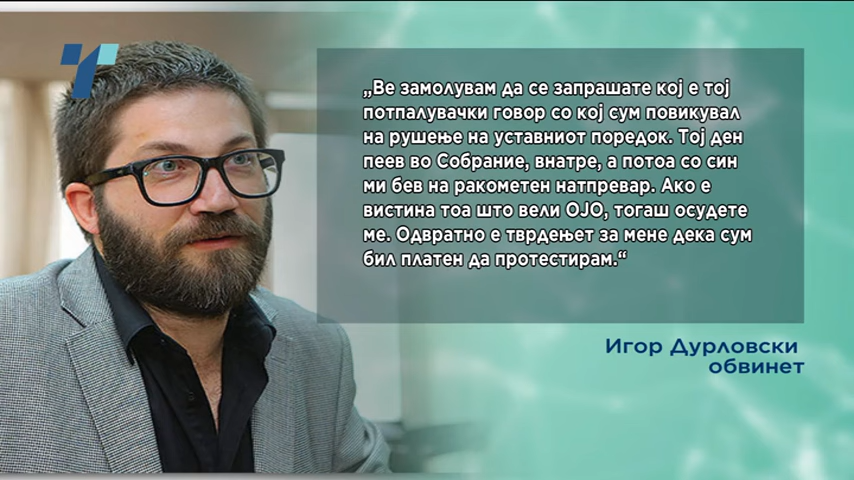 „Ве замолувам да се запрашате кој е тој
потпалувачки говор со кој сум повикувал
на рушење на уставниот поредок. Тој ден
пеев во Собрание, внатре, а потоа со син
ми бев на ракометен натпревар. Ако е
вистина тоа што вели ОЈО, тогаш осудете
ме. Одвратно е тврдењет за мене дека сум
бил платен да протестирам.“
Игор Дурловски
обвинет